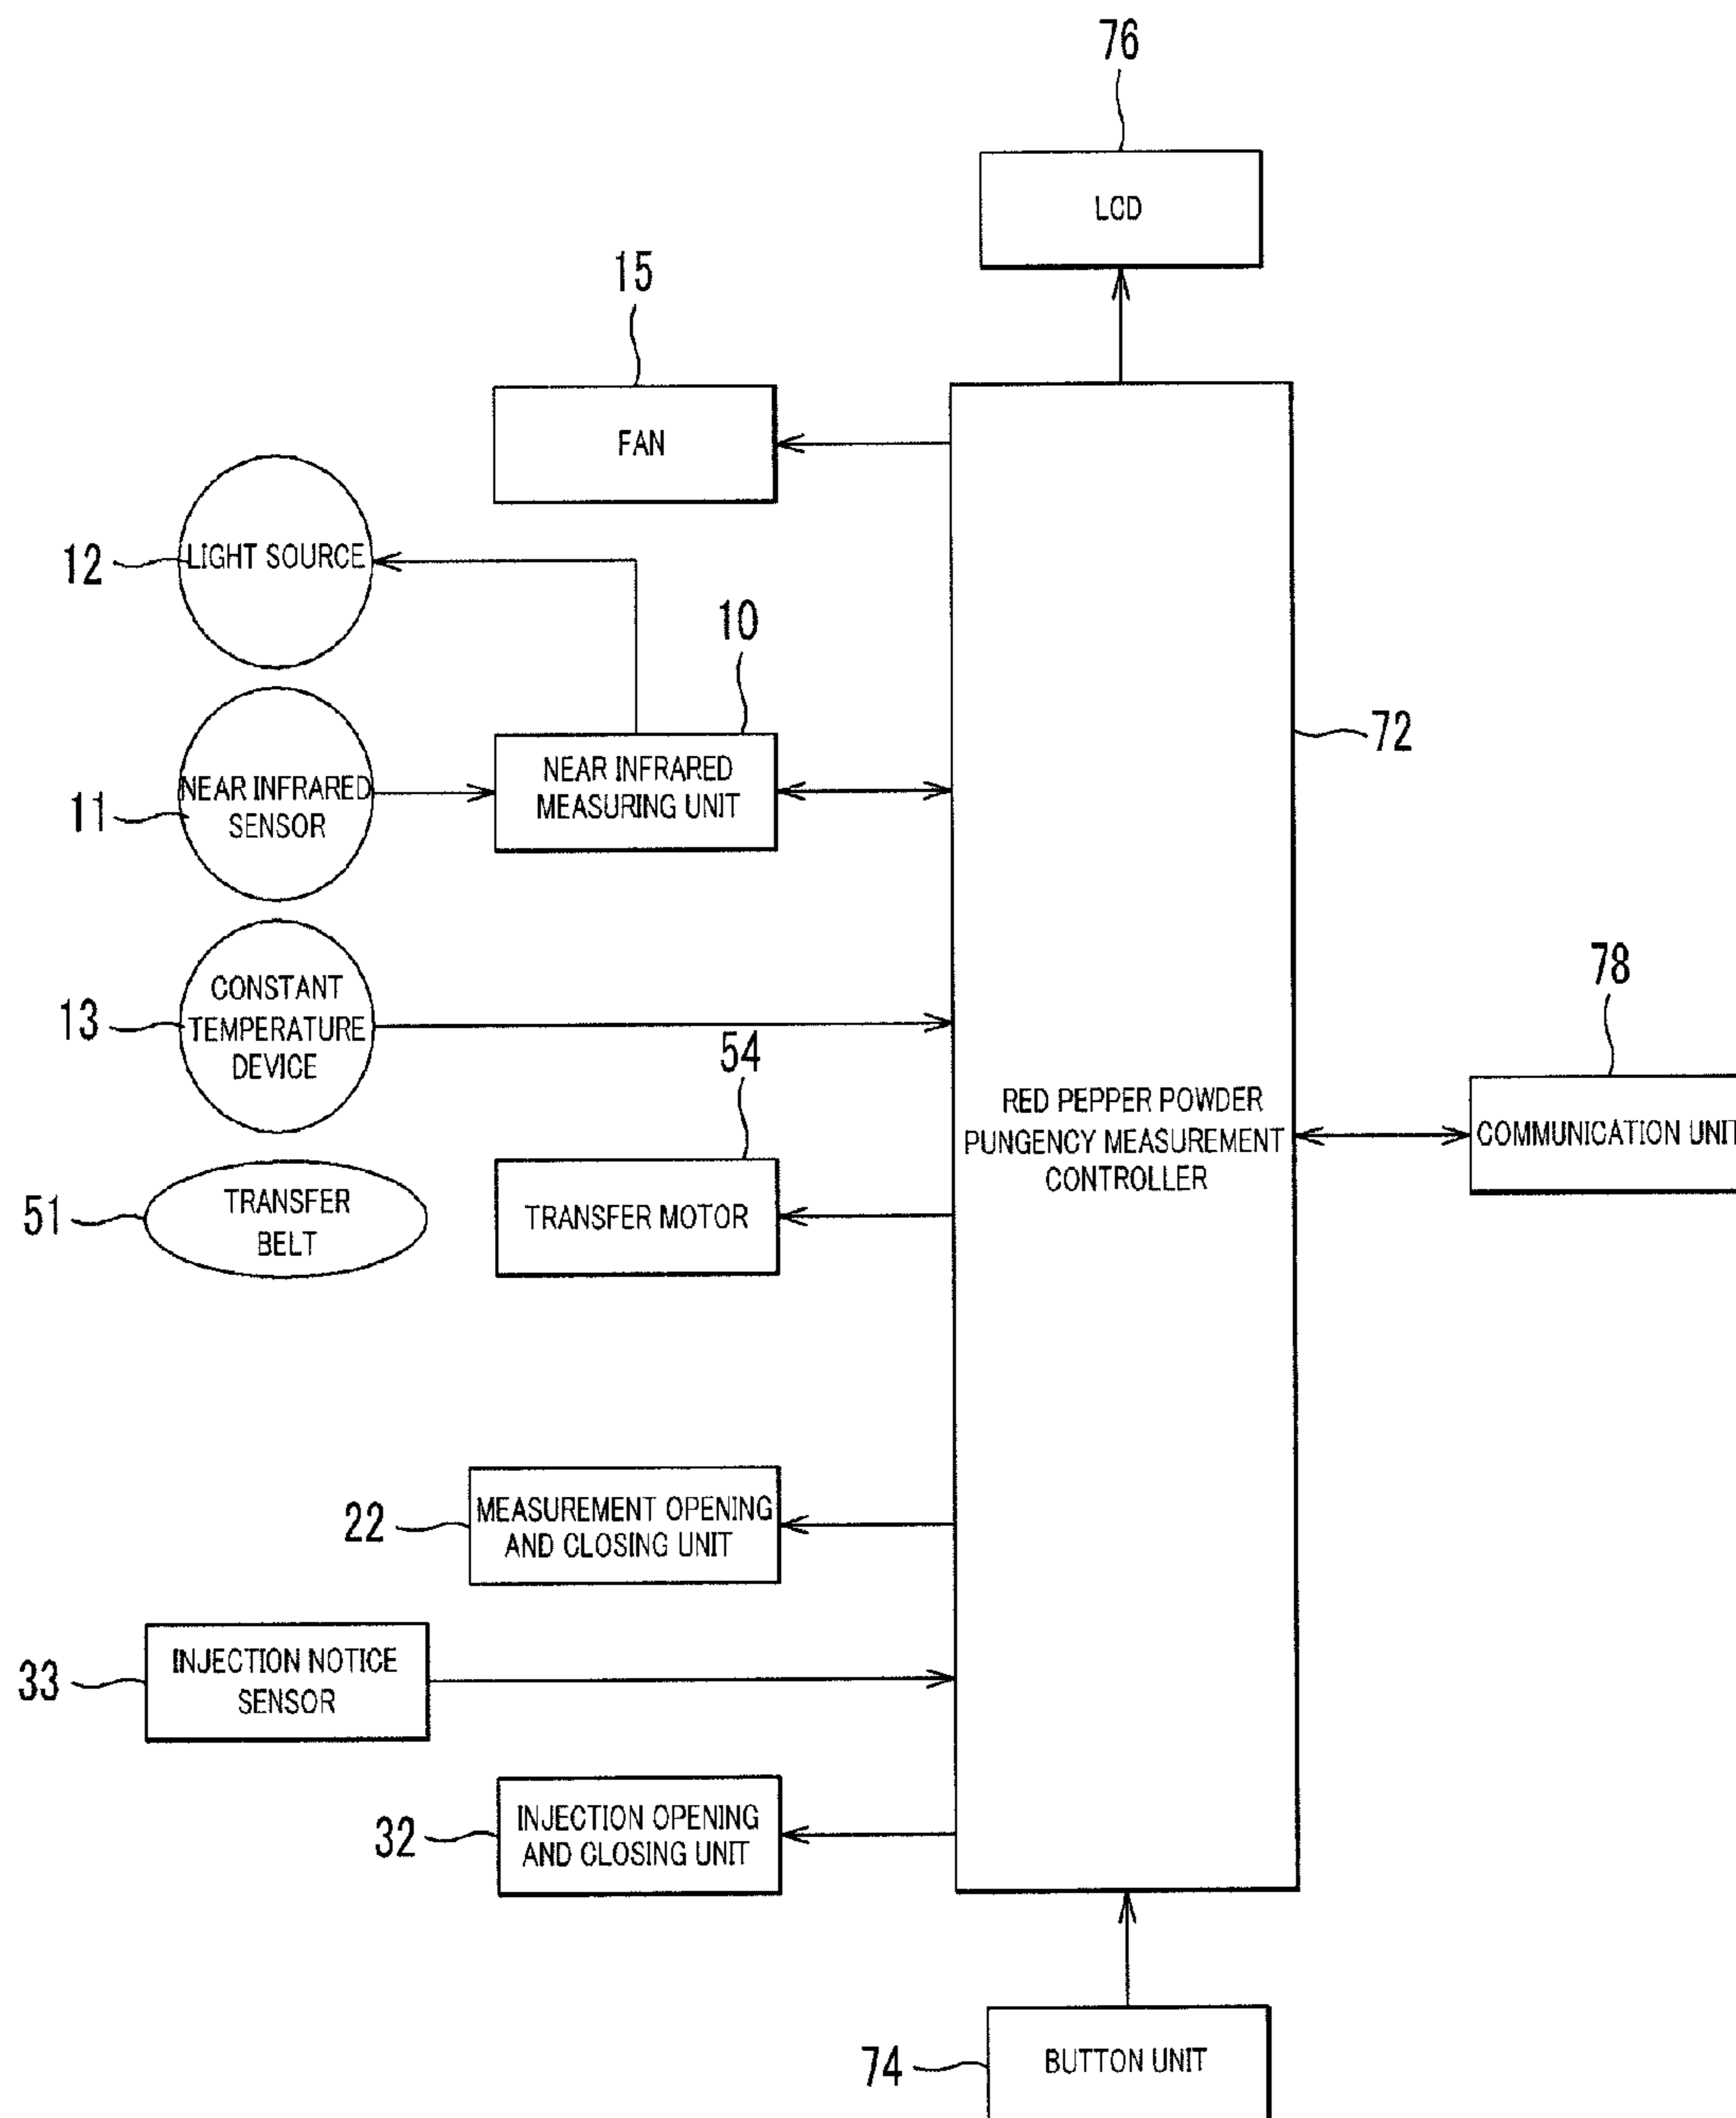 76
LCD
15
FAN
12
LIGHT SOURCE
10
NEAR INFRARED
MEASURING UNIT
72
11
NEAR INFRARED
SENSOR
78
13
CONSTANT
TEMPERATURE
DEVICE
54
RED PEPPER POWDER
PUNGENCY MEASUREMENT
CONTROLLER
COMMUNICATION UNIT
51
TRANSFER
BELT
TRANSFER MOTOR
22
MEASUREMENT OPENING
AND CLOSING UNIT
33
INJECTION NOTICE
SENSOR
32
INJECTION OPENING
AND CLOSING UNIT
74
BUTTON UNIT